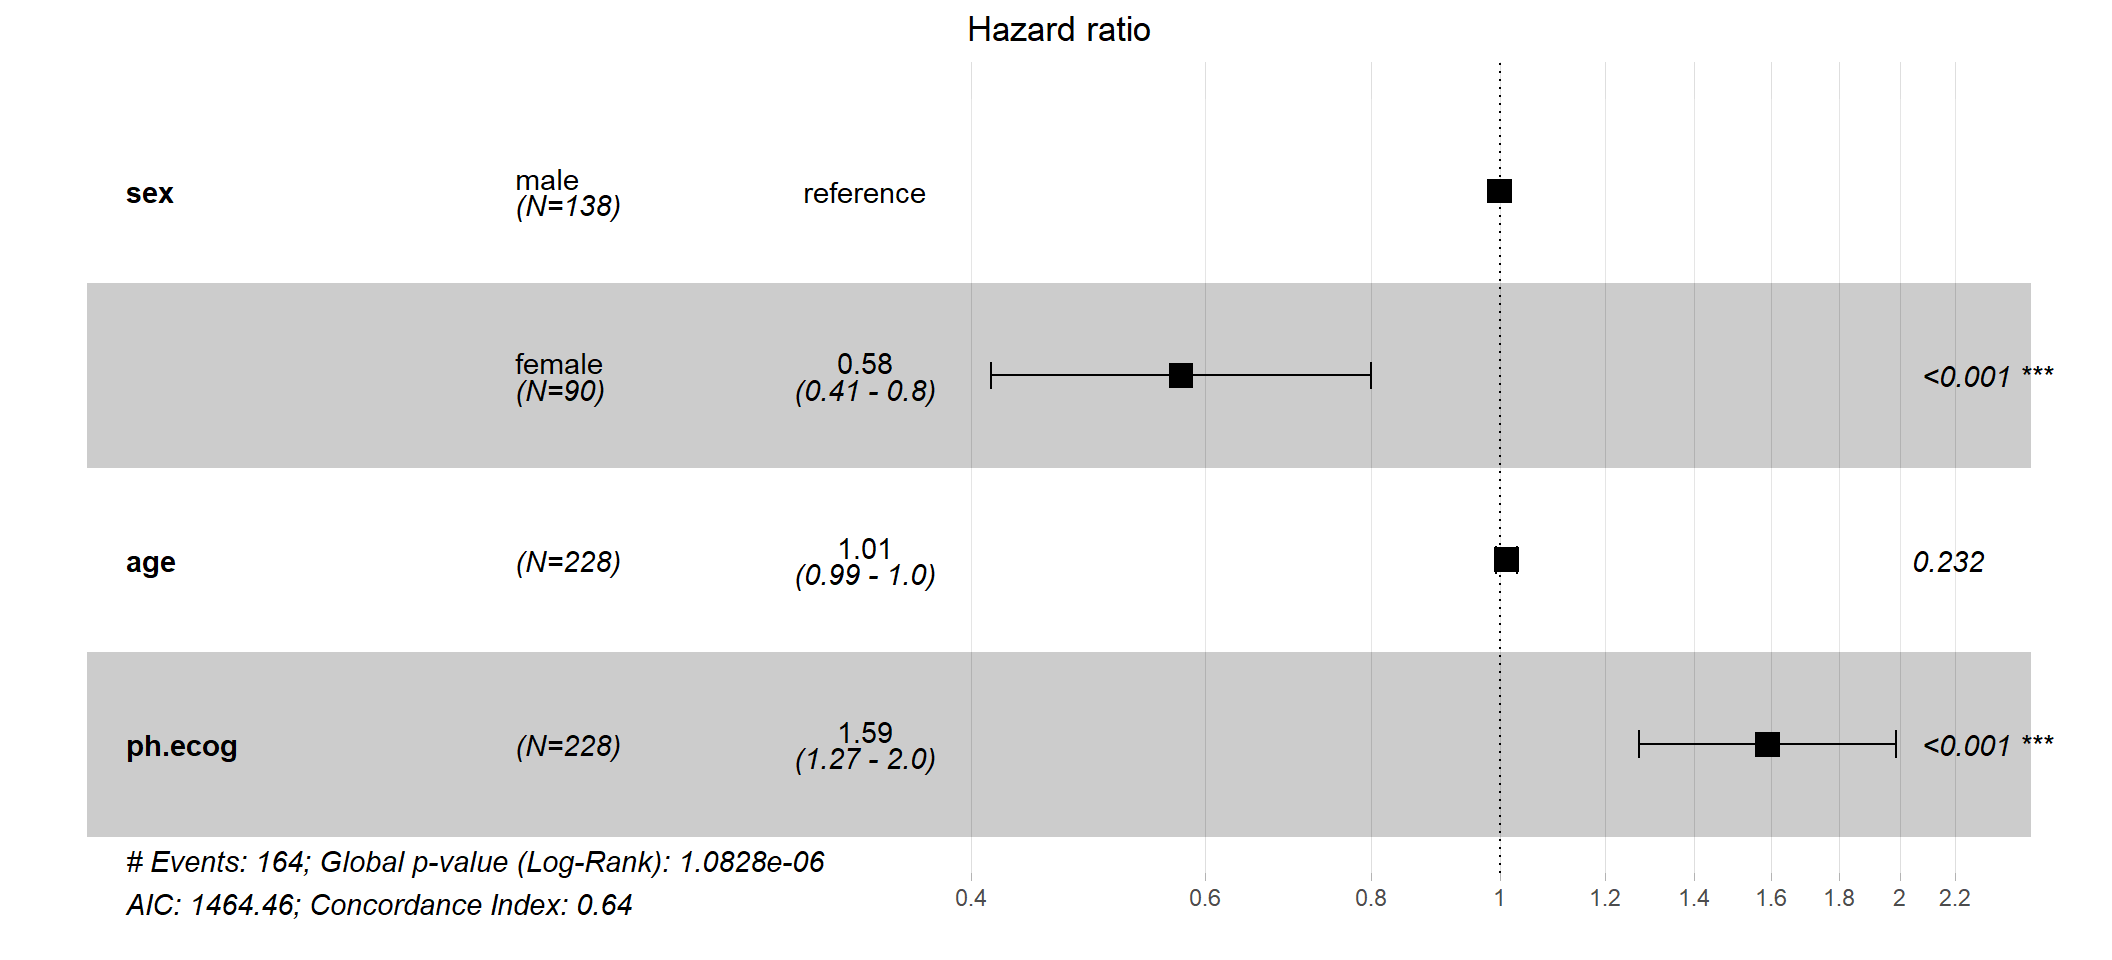 Hazard ratio
sex
male
(N=138)
reference
female
(N=90)
0.58
(0.41 - 0.8)
<0.001 ***
age
(N=228)
1.01
(0.99 - 1.0)
0.232
ph.ecog
(N=228)
1.59
(1.27 - 2.0)
<0.001 ***
# Events: 164; Global p-value (Log-Rank): 1.0828e-06
AIC: 1464.46; Concordance Index: 0.64
0.4 0.6 0.8 1 1.2 1.4 1.6 1.8 2 2.2